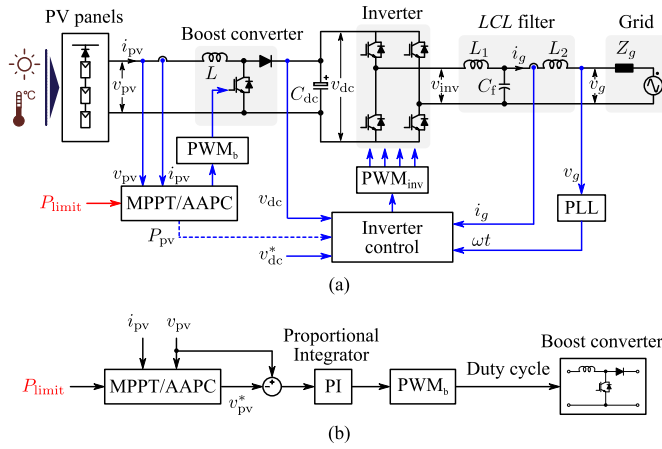 PV panels
Boost converter
Inverter
LCL filter
Grid
i_pv
L
v_pv
C_dc
v_dc
L_1
i_g
L_2
v_inv
C_f
v_g
Z_g
°C
PWM_b
v_pv
i_pv
PWM_inv
v_g
P_limit
MPPT/AAPC
v_dc
i_g
PLL
P_pv
Inverter
control
ωt
v_dc^*
(a)
i_pv
v_pv
Proportional
Integrator
Boost converter
P_limit
MPPT/AAPC
v_pv^*
PI
PWM_b
Duty cycle
(b)